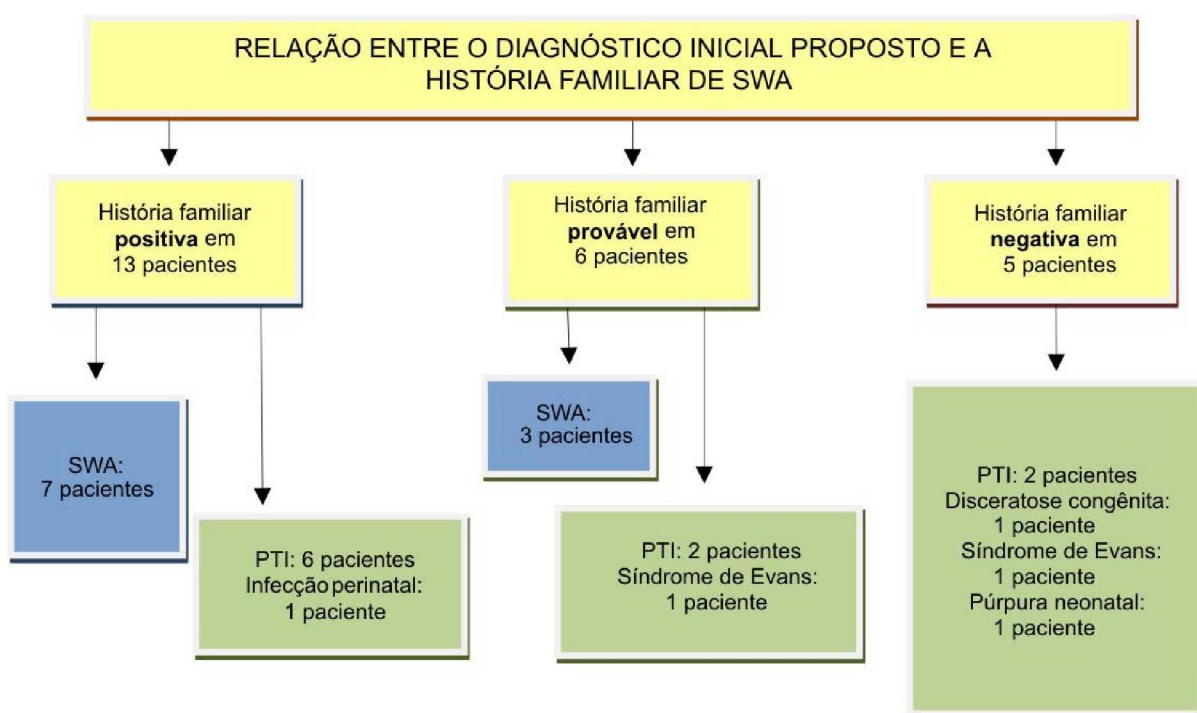 RELAÇÃO ENTRE O DIAGNÓSTICO INICIAL PROPOSTO E A
HISTÓRIA FAMILIAR DE SWA
História familiar
positiva em
13 pacientes
História familiar
provável em
6 pacientes
História familiar
negativa em
5 pacientes
SWA:
7 pacientes
PTI: 6 pacientes
Infecção perinatal:
1 paciente
SWA:
3 pacientes
PTI: 2 pacientes
Síndrome de Evans:
1 paciente
PTI: 2 pacientes
Disceratose congênita:
1 paciente
Síndrome de Evans:
1 paciente
Púrpura neonatal:
1 paciente